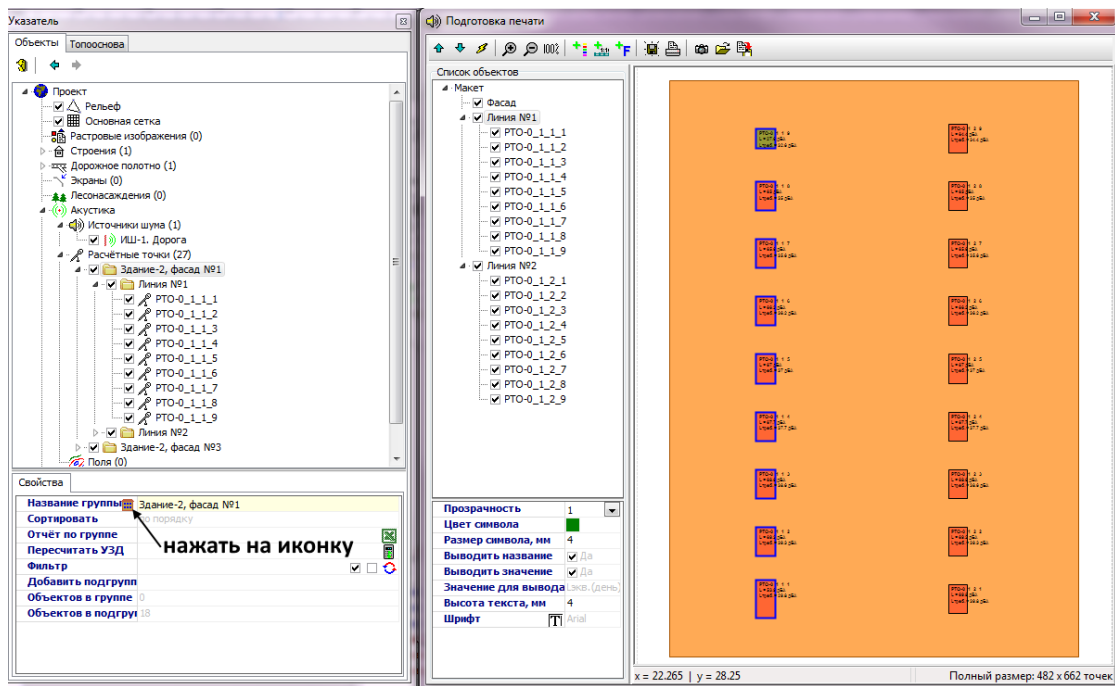 Указатель
Объекты Топооснова
Проект
Рельеф
Основная сетка
Растровые изображения (0)
Строения (1)
Дорожное полотно (1)
Экраны (0)
Лесонасаждения (0)
Акустика
Источники шума (1)
ИШ-1. Дорога
Расчётные точки (27)
Здание-2, фасад №1
Линия №1
РТО-0_1_1_1
РТО-0_1_1_2
РТО-0_1_1_3
РТО-0_1_1_4
РТО-0_1_1_5
РТО-0_1_1_6
РТО-0_1_1_7
РТО-0_1_1_8
РТО-0_1_1_9
Линия №2
Здание-2, фасад №3
Поля (0)
Свойства
Название группы Здание-2, фасад №1
Сортировать по порядку
Отчёт по группе
Пересчитать УЗД
Фильтр
Добавить подгрупп
Объектов в группе 0
Объектов в подгруп 18
нажать на иконку
Подготовка печати
100%
Список объектов
Макет
Фасад
Линия №1
РТО-0_1_1_1
РТО-0_1_1_2
РТО-0_1_1_3
РТО-0_1_1_4
РТО-0_1_1_5
РТО-0_1_1_6
РТО-0_1_1_7
РТО-0_1_1_8
РТО-0_1_1_9
Линия №2
РТО-0_1_2_1
РТО-0_1_2_2
РТО-0_1_2_3
РТО-0_1_2_4
РТО-0_1_2_5
РТО-0_1_2_6
РТО-0_1_2_7
РТО-0_1_2_8
РТО-0_1_2_9
Прозрачность 1
Цвет символа
Размер символа, мм 4
Выводить название Да
Выводить значение Да
Значение для вывода Lэкв.(день)
Высота текста, мм 4
Шрифт Arial
x = 22.265 | y = 28.25
Полный размер: 482 x 662 точек